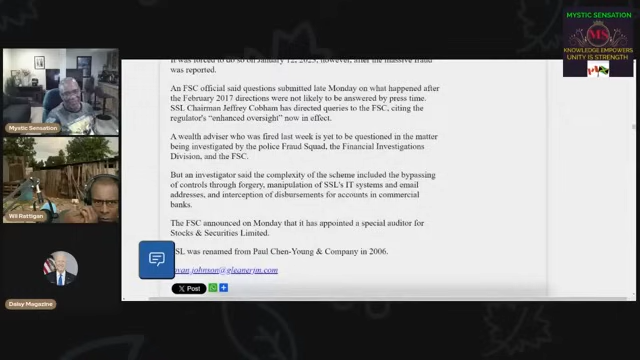 MYSTIC SENSATION
MS
KNOWLEDGE EMPOWERS
UNITY IS STRENGTH
It was forced to do so on January 12, 2023, however, after the massive fraud
was reported.
An FSC official said questions submitted late Monday on what happened after
the February 2017 directions were not likely to be answered by press time.
SSL Chairman Jeffrey Cobham has directed queries to the FSC, citing the
regulator's "enhanced oversight" now in effect.
A wealth adviser who was fired last week is yet to be questioned in the matter
being investigated by the police Fraud Squad, the Financial Investigations
Division, and the FSC.
But an investigator said the complexity of the scheme included the bypassing
of controls through forgery, manipulation of SSL's IT systems and email
addresses, and interception of disbursements for accounts in commercial
banks.
The FSC announced on Monday that it has appointed a special auditor for
Stocks & Securities Limited.
SL was renamed from Paul Chen-Young & Company in 2006.
van.johnson@gleanerjm.com
X Post
Mystic Sensation
Wil Rattigan
Daisy Magazine